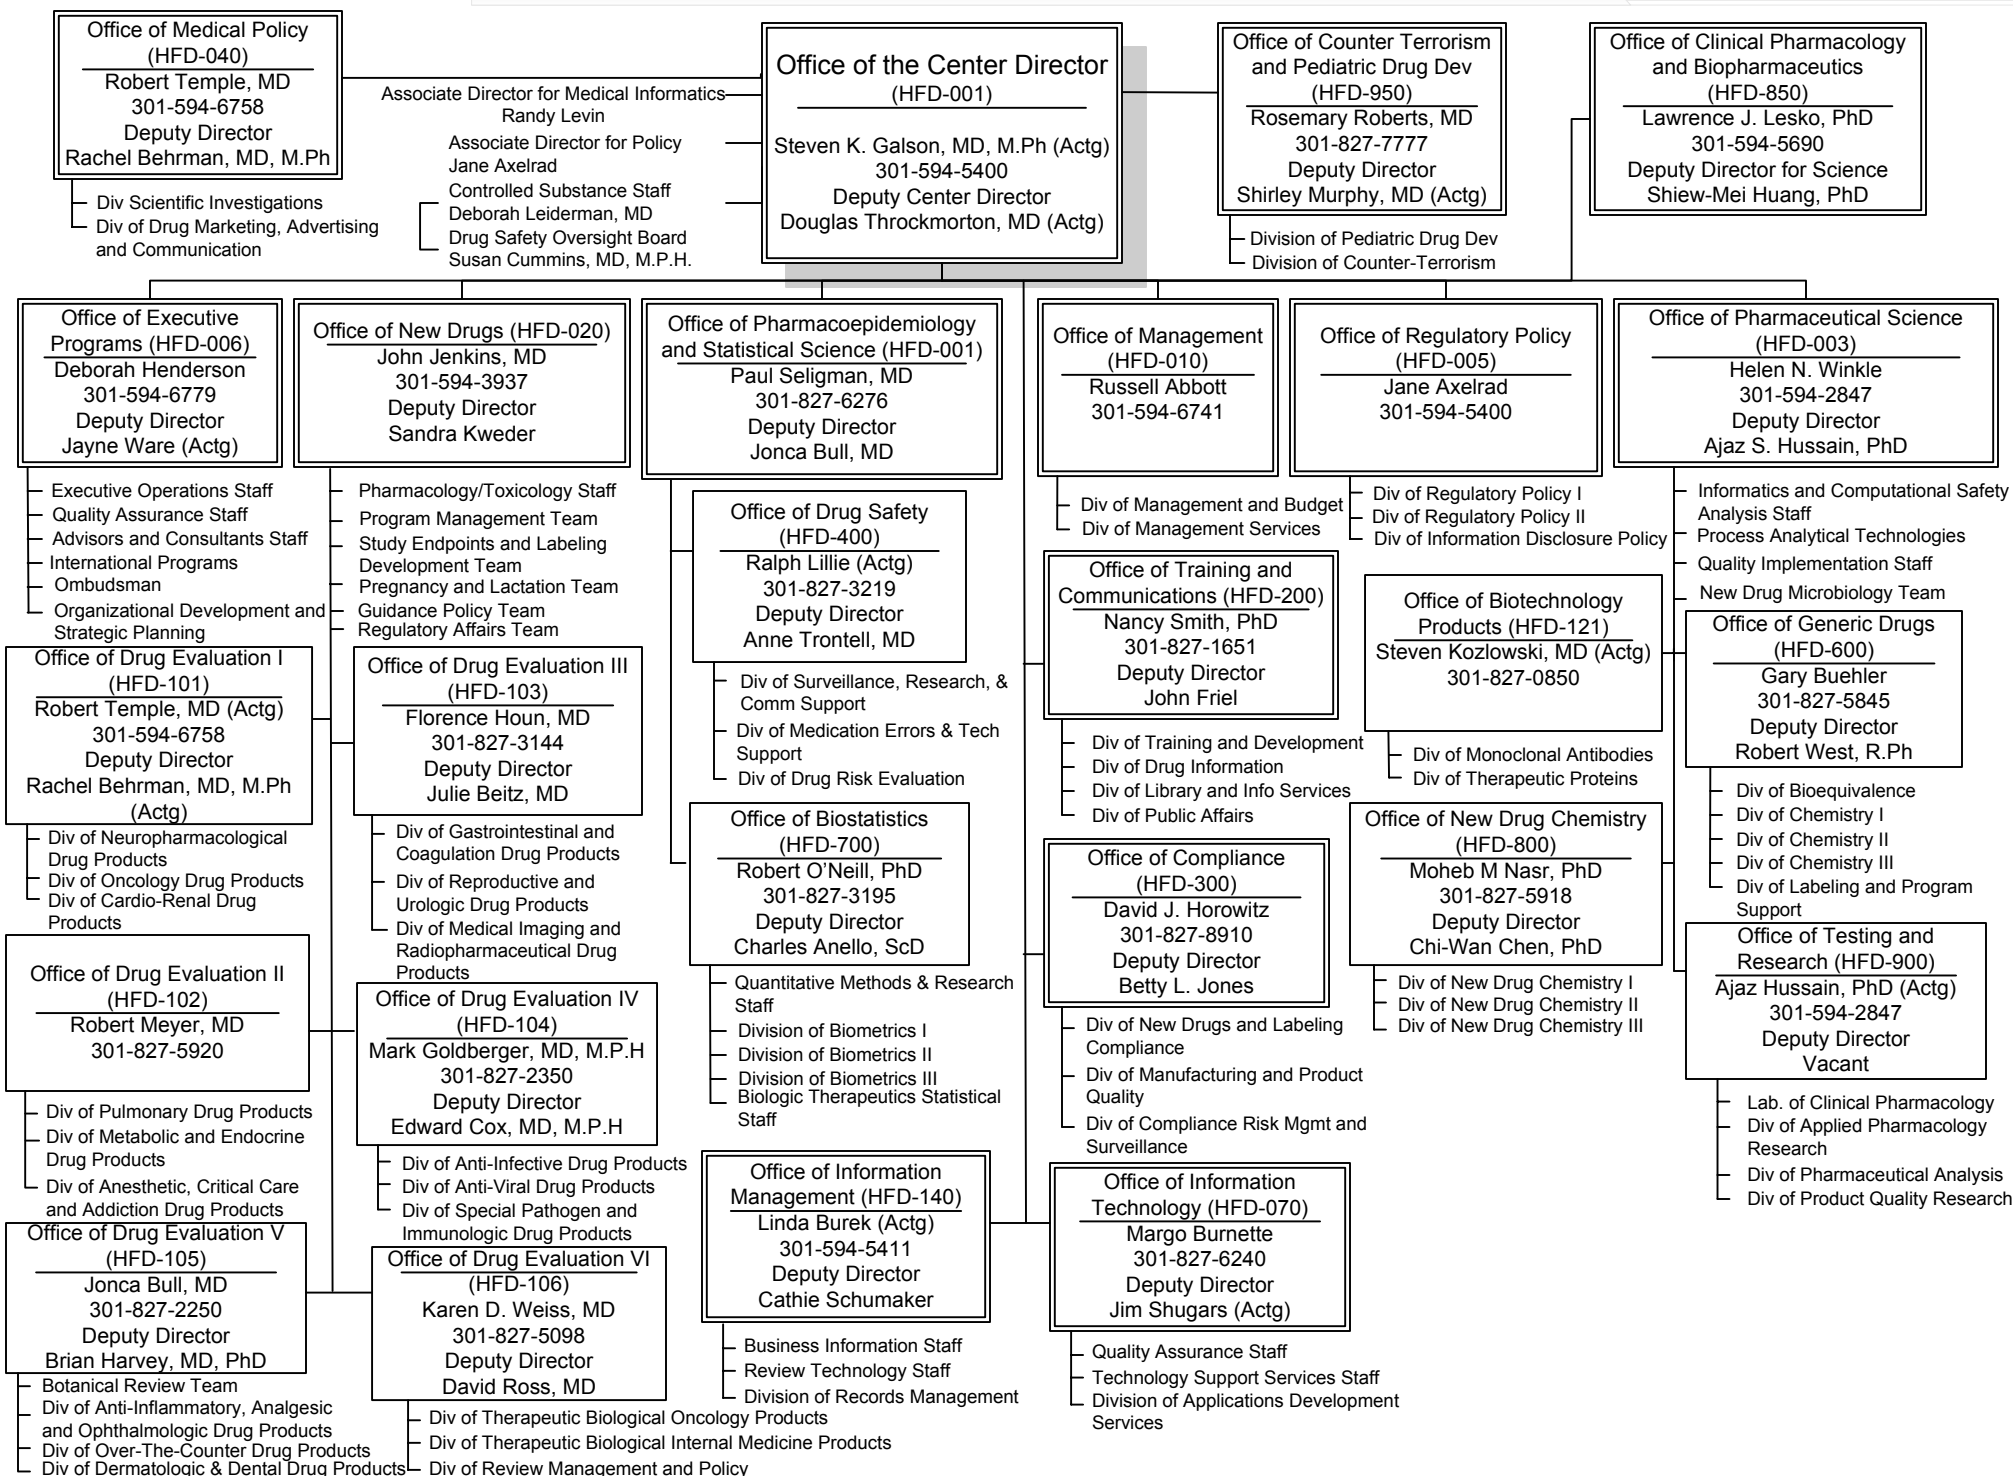 Office of Medical Policy
(HFD-040)
Robert Temple, MD
301-594-6758
Deputy Director
Rachel Behrman, MD, M.Ph
Div Scientific Investigations
Div of Drug Marketing, Advertising
and Communication
Associate Director for Medical Informatics
Randy Levin
Associate Director for Policy
Jane Axelrad
Controlled Substance Staff
Deborah Leiderman, MD
Drug Safety Oversight Board
Susan Cummins, MD, M.P.H.
Office of the Center Director
(HFD-001)
Steven K. Galson, MD, M.Ph (Actg)
301-594-5400
Deputy Center Director
Douglas Throckmorton, MD (Actg)
Office of Counter Terrorism
and Pediatric Drug Dev
(HFD-950)
Rosemary Roberts, MD
301-827-7777
Deputy Director
Shirley Murphy, MD (Actg)
Division of Pediatric Drug Dev
Division of Counter-Terrorism
Office of Clinical Pharmacology
and Biopharmaceutics
(HFD-850)
Lawrence J. Lesko, PhD
301-594-5690
Deputy Director for Science
Shiew-Mei Huang, PhD
Office of Executive
Programs (HFD-006)
Deborah Henderson
301-594-6779
Deputy Director
Jayne Ware (Actg)
Executive Operations Staff
Quality Assurance Staff
Advisors and Consultants Staff
International Programs
Ombudsman
Organizational Development and
Strategic Planning
Office of New Drugs (HFD-020)
John Jenkins, MD
301-594-3937
Deputy Director
Sandra Kweder
Pharmacology/Toxicology Staff
Program Management Team
Study Endpoints and Labeling
Development Team
Pregnancy and Lactation Team
Guidance Policy Team
Regulatory Affairs Team
Office of Pharmacoepidemiology
and Statistical Science (HFD-001)
Paul Seligman, MD
301-827-6276
Deputy Director
Jonca Bull, MD
Office of Management
(HFD-010)
Russell Abbott
301-594-6741
Div of Management and Budget
Div of Management Services
Office of Regulatory Policy
(HFD-005)
Jane Axelrad
301-594-5400
Div of Regulatory Policy I
Div of Regulatory Policy II
Div of Information Disclosure Policy
Office of Pharmaceutical Science
(HFD-003)
Helen N. Winkle
301-594-2847
Deputy Director
Ajaz S. Hussain, PhD
Informatics and Computational Safety
Analysis Staff
Process Analytical Technologies
Quality Implementation Staff
New Drug Microbiology Team
Office of Drug Evaluation I
(HFD-101)
Robert Temple, MD (Actg)
301-594-6758
Deputy Director
Rachel Behrman, MD, M.Ph
(Actg)
Div of Neuropharmacological
Drug Products
Div of Oncology Drug Products
Div of Cardio-Renal Drug
Products
Office of Drug Evaluation III
(HFD-103)
Florence Houn, MD
301-827-3144
Deputy Director
Julie Beitz, MD
Div of Gastrointestinal and
Coagulation Drug Products
Div of Reproductive and
Urologic Drug Products
Div of Medical Imaging and
Radiopharmaceutical Drug
Products
Office of Drug Safety
(HFD-400)
Ralph Lillie (Actg)
301-827-3219
Deputy Director
Anne Trontell, MD
Div of Surveillance, Research, &
Comm Support
Div of Medication Errors & Tech
Support
Div of Drug Risk Evaluation
Office of Training and
Communications (HFD-200)
Nancy Smith, PhD
301-827-1651
Deputy Director
John Friel
Div of Training and Development
Div of Drug Information
Div of Library and Info Services
Div of Public Affairs
Office of Biotechnology
Products (HFD-121)
Steven Kozlowski, MD (Actg)
301-827-0850
Div of Monoclonal Antibodies
Div of Therapeutic Proteins
Office of Generic Drugs
(HFD-600)
Gary Buehler
301-827-5845
Deputy Director
Robert West, R.Ph
Div of Bioequivalence
Div of Chemistry I
Div of Chemistry II
Div of Chemistry III
Div of Labeling and Program
Support
Office of Drug Evaluation II
(HFD-102)
Robert Meyer, MD
301-827-5920
Div of Pulmonary Drug Products
Div of Metabolic and Endocrine
Drug Products
Div of Anesthetic, Critical Care
and Addiction Drug Products
Office of Drug Evaluation IV
(HFD-104)
Mark Goldberger, MD, M.P.H
301-827-2350
Deputy Director
Edward Cox, MD, M.P.H
Div of Anti-Infective Drug Products
Div of Anti-Viral Drug Products
Div of Special Pathogen and
Immunologic Drug Products
Office of Biostatistics
(HFD-700)
Robert O'Neill, PhD
301-827-3195
Deputy Director
Charles Anello, ScD
Quantitative Methods & Research
Staff
Division of Biometrics I
Division of Biometrics II
Division of Biometrics III
Biologic Therapeutics Statistical
Staff
Office of Compliance
(HFD-300)
David J. Horowitz
301-827-8910
Deputy Director
Betty L. Jones
Div of New Drugs and Labeling
Compliance
Div of Manufacturing and Product
Quality
Div of Compliance Risk Mgmt and
Surveillance
Office of New Drug Chemistry
(HFD-800)
Moheb M Nasr, PhD
301-827-5918
Deputy Director
Chi-Wan Chen, PhD
Div of New Drug Chemistry I
Div of New Drug Chemistry II
Div of New Drug Chemistry III
Office of Testing and
Research (HFD-900)
Ajaz Hussain, PhD (Actg)
301-594-2847
Deputy Director
Vacant
Lab. of Clinical Pharmacology
Div of Applied Pharmacology
Research
Div of Pharmaceutical Analysis
Div of Product Quality Research
Office of Drug Evaluation V
(HFD-105)
Jonca Bull, MD
301-827-2250
Deputy Director
Brian Harvey, MD, PhD
Botanical Review Team
Div of Anti-Inflammatory, Analgesic
and Ophthalmologic Drug Products
Div of Over-The-Counter Drug Products
Div of Dermatologic & Dental Drug Products
Office of Drug Evaluation VI
(HFD-106)
Karen D. Weiss, MD
301-827-5098
Deputy Director
David Ross, MD
Div of Therapeutic Biological Oncology Products
Div of Therapeutic Biological Internal Medicine Products
Div of Review Management and Policy
Office of Information
Management (HFD-140)
Linda Burek (Actg)
301-594-5411
Deputy Director
Cathie Schumaker
Business Information Staff
Review Technology Staff
Division of Records Management
Office of Information
Technology (HFD-070)
Margo Burnette
301-827-6240
Deputy Director
Jim Shugars (Actg)
Quality Assurance Staff
Technology Support Services Staff
Division of Applications Development
Services